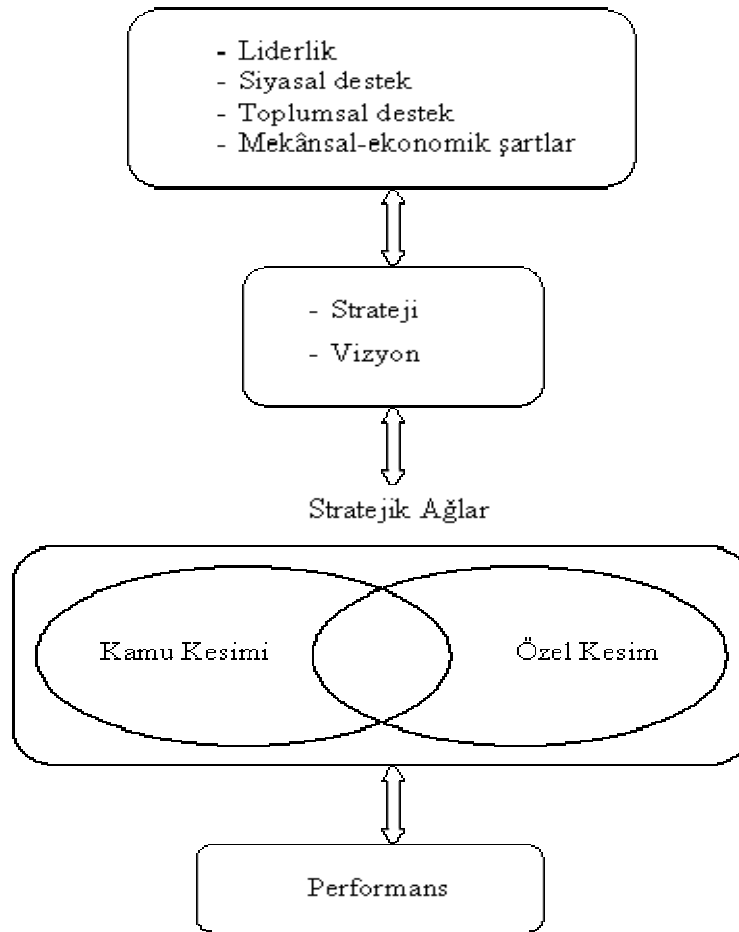 - Liderlik
- Siyasal destek
- Toplumsal destek
- Mekânsal-ekonomik şartlar
- Strateji
- Vizyon
Stratejik Ağlar
Kamu Kesimi Özel Kesim
Performans